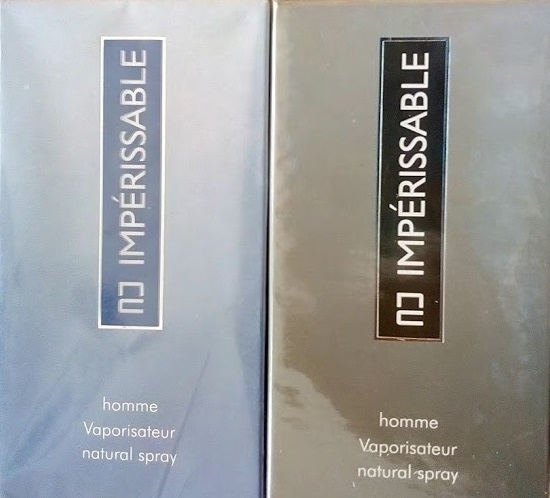 IMPÉRISSABLE
homme
Vaporisateur
natural spray
IMPÉRISSABLE
homme
Vaporisateur
natural spray